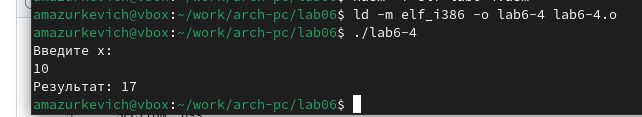 amazurkevich@vbox:~/work/arch-pc/lab06$ ld -m elf_i386 -o lab6-4 lab6-4.o
amazurkevich@vbox:~/work/arch-pc/lab06$ ./lab6-4
Введите x:
10
Результат: 17
amazurkevich@vbox:~/work/arch-pc/lab06$